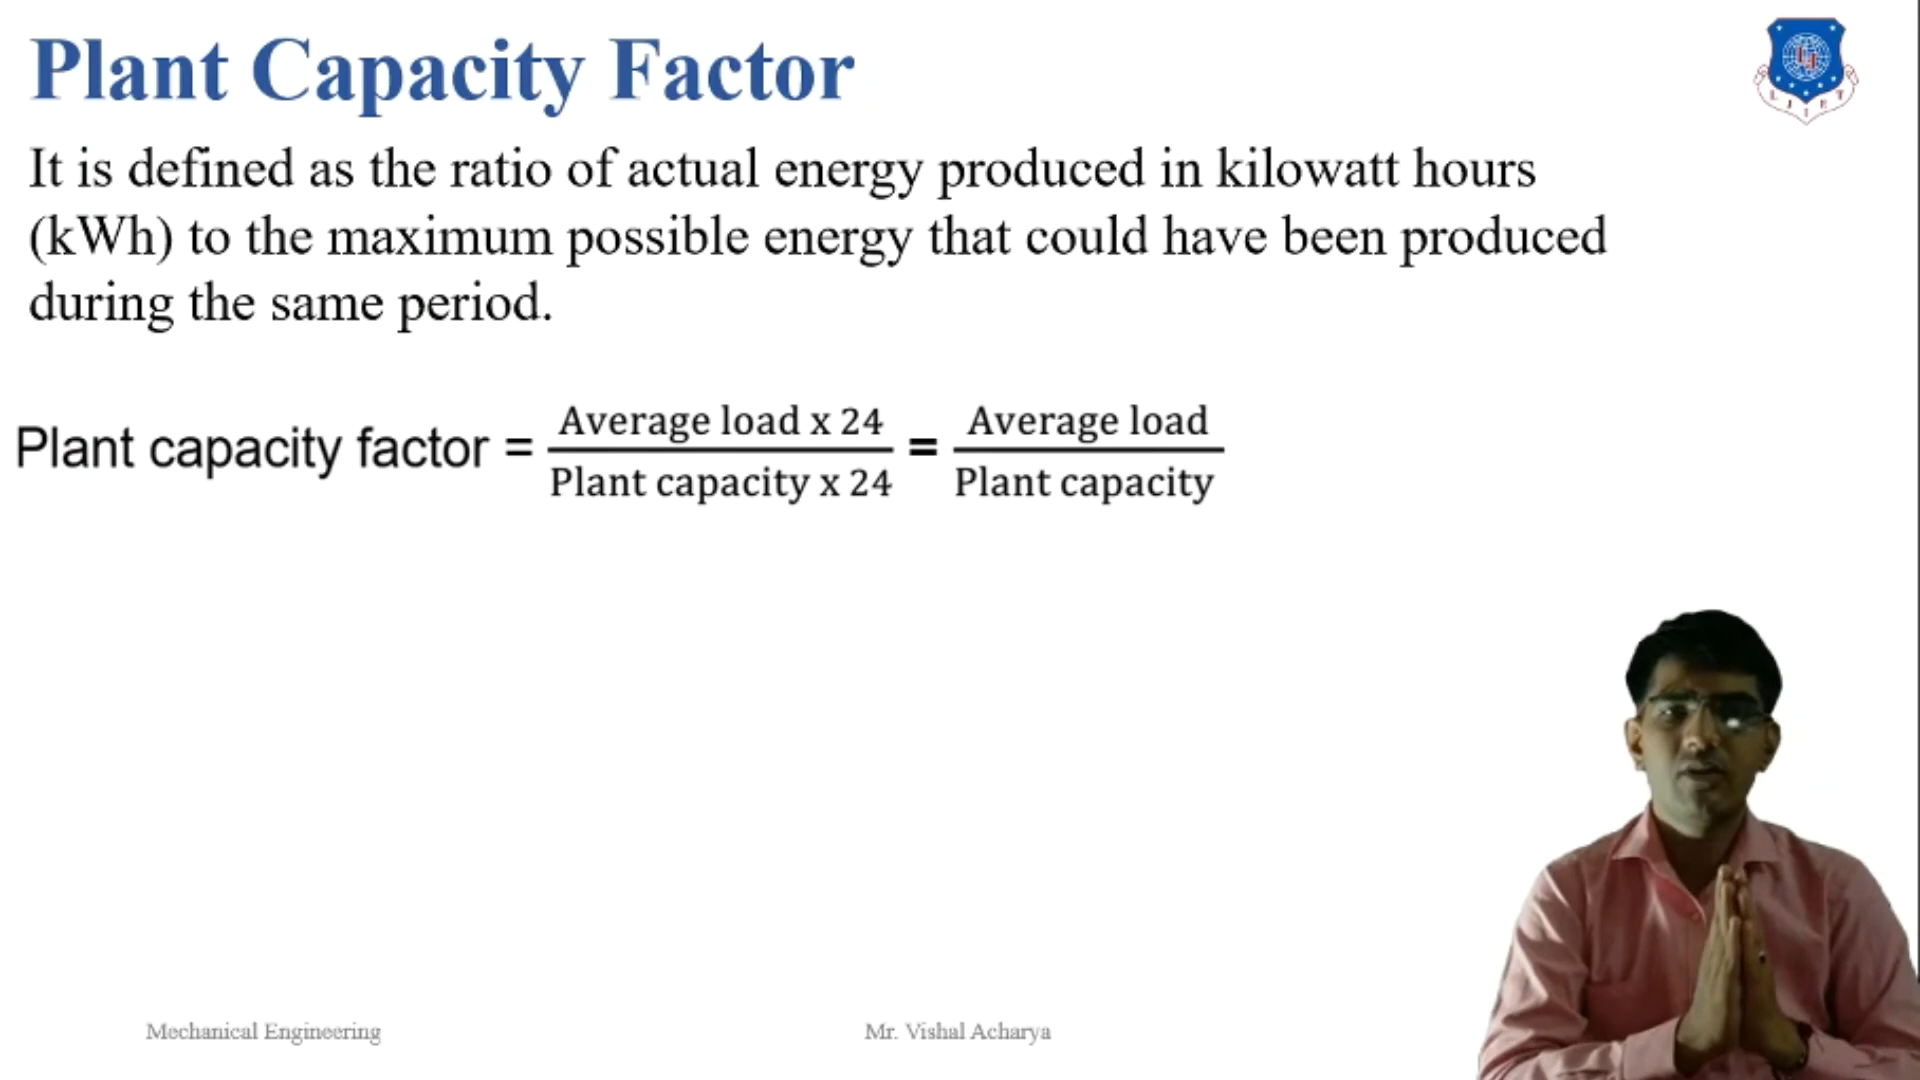 Plant Capacity Factor
It is defined as the ratio of actual energy produced in kilowatt hours
(kWh) to the maximum possible energy that could have been produced
during the same period.
Plant capacity factor = Average load x 24 / Plant capacity x 24 = Average load / Plant capacity
LJIET
Mechanical Engineering
Mr. Vishal Acharya